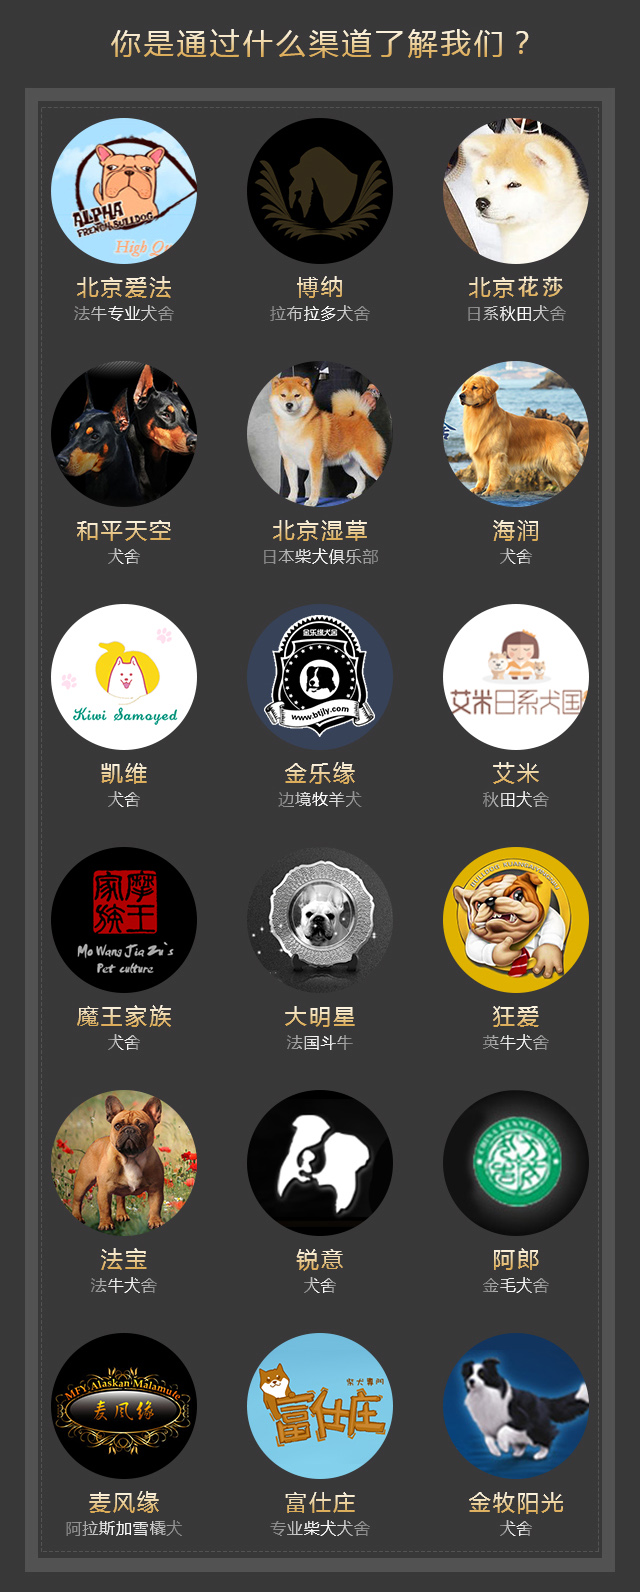 你是通过什么渠道了解我们？
ALPHA
FRENCH BULLDOG
High Qu
北京爱法
法牛专业犬舍
博纳
拉布拉多犬舍
北京花莎
日系秋田犬舍
和平天空
犬舍
北京湿草
日本柴犬俱乐部
海润
犬舍
Kiwi Samoyed
凯维
犬舍
金乐缘犬舍
www.btjly.com
金乐缘
边境牧羊犬
艾米日系犬国
艾米
秋田犬舍
摩王家族
Mo Wang Jia Zu's
Pet culture
魔王家族
犬舍
大明星
法国斗牛
狂爱
英牛犬舍
法宝
法牛犬舍
锐意
犬舍
阿郎
金毛犬舍
MFY Alaskan Malamute
麦风缘
麦风缘
阿拉斯加雪橇犬
柴犬專門
富仕庄
富仕庄
专业柴犬犬舍
金牧阳光
犬舍